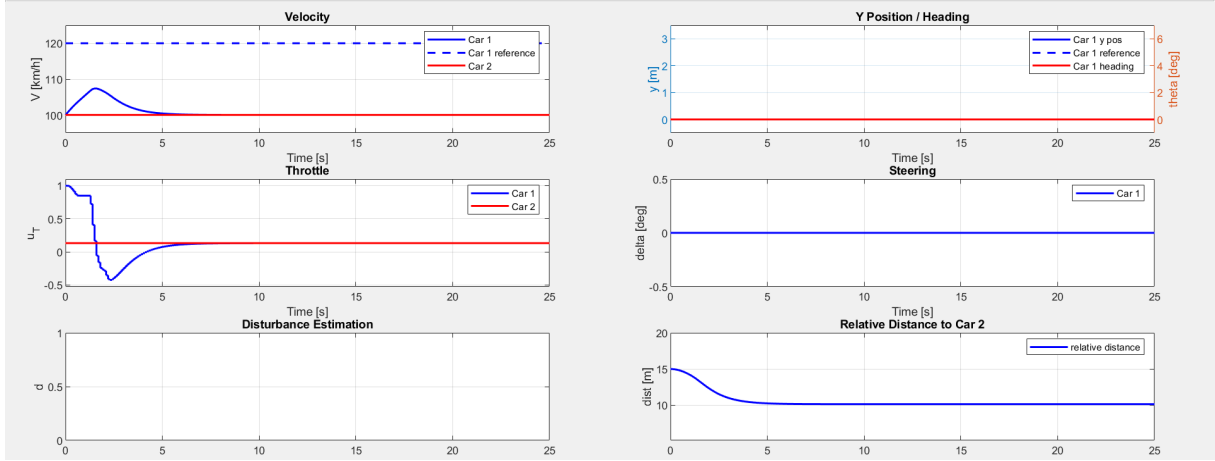 Velocity
120
110
100
V [km/h]
Car 1
Car 1 reference
Car 2
0 5 10 15 20 25
Time [s]
Y Position / Heading
3
2
1
0
y [m]
6
4
2
0
theta [deg]
Car 1 y pos
Car 1 reference
Car 1 heading
0 5 10 15 20 25
Time [s]
Throttle
1
0.5
0
-0.5
u_T
Car 1
Car 2
0 5 10 15 20 25
Time [s]
Steering
0.5
0
-0.5
delta [deg]
Car 1
0 5 10 15 20 25
Time [s]
Disturbance Estimation
1
0.5
0
d
0 5 10 15 20 25
Relative Distance to Car 2
20
15
10
dist [m]
relative distance
0 5 10 15 20 25